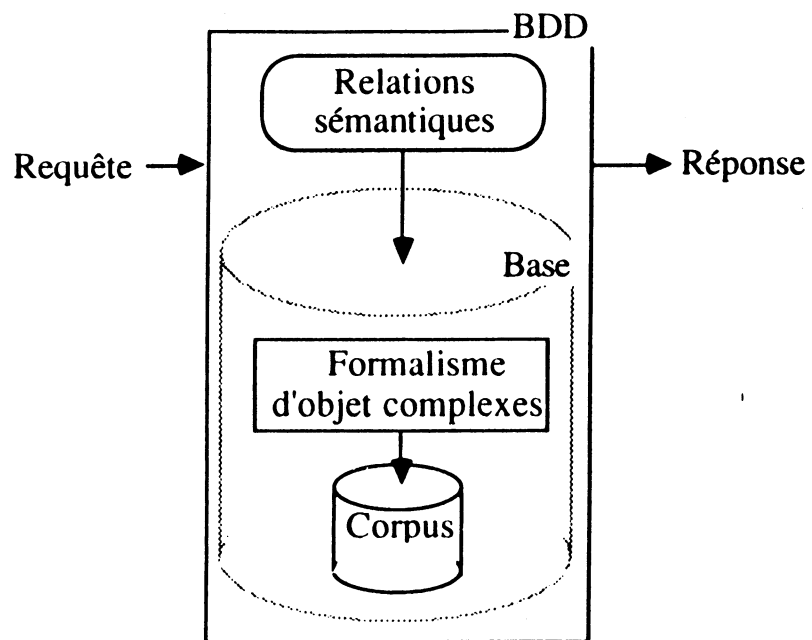 BDD
Relations
sémantiques
Requête
Réponse
Base
Formalisme
d'objet complexes
Corpus